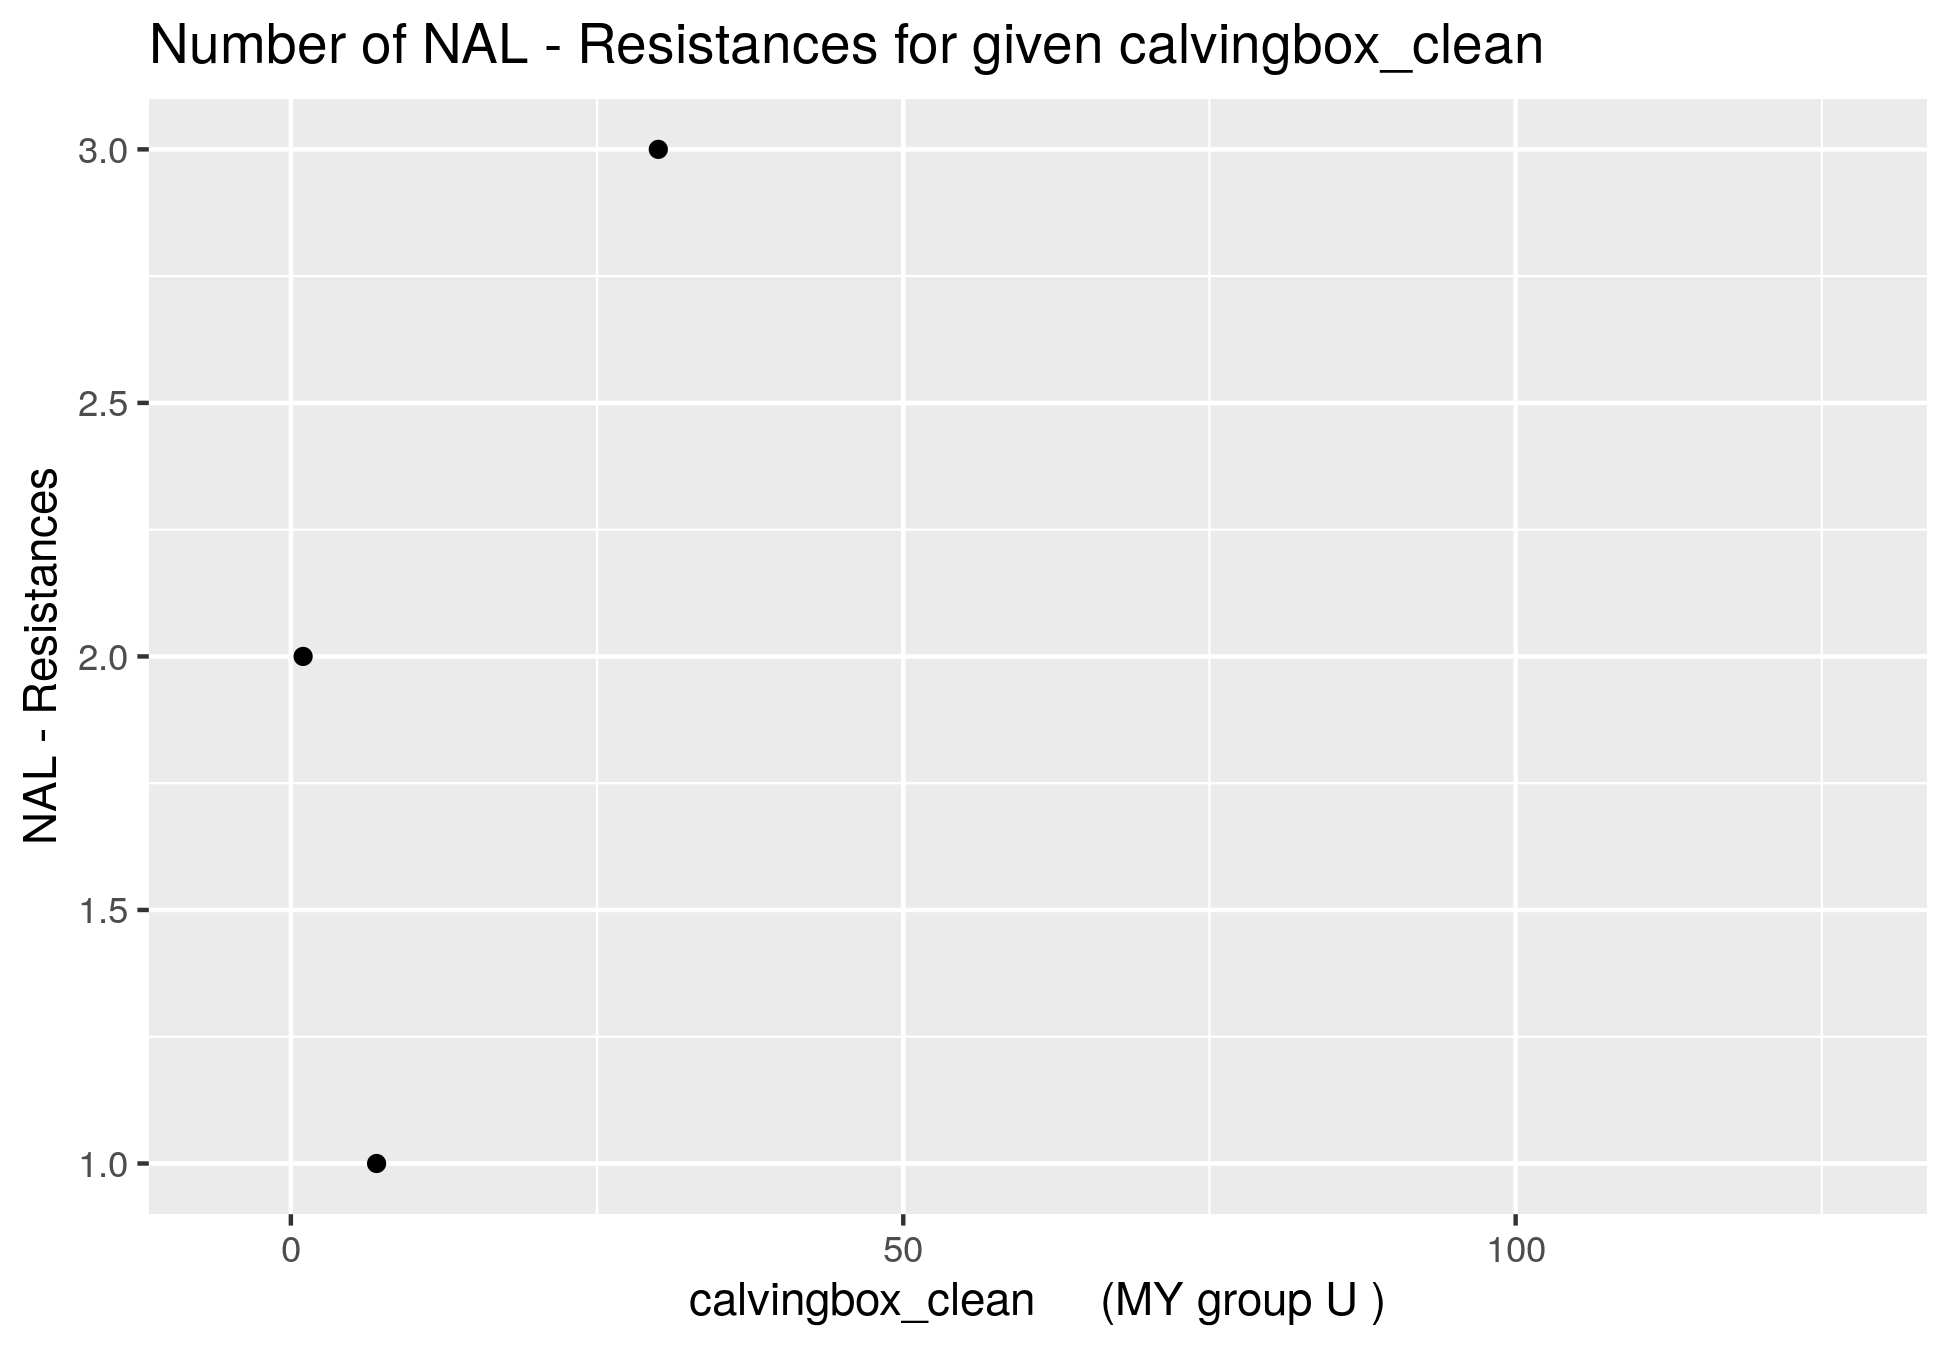 Number of NAL - Resistances for given calvingbox_clean
NAL - Resistances
3.0
2.5
2.0
1.5
1.0
0 50 100
calvingbox_clean (MY group U )